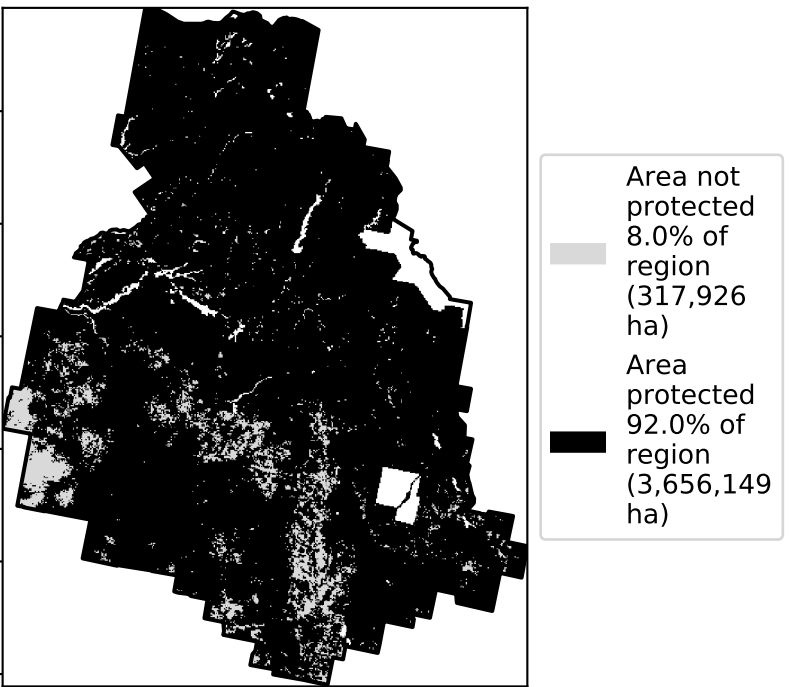 Area not
protected
8.0% of
region
(317,926
ha)
Area
protected
92.0% of
region
(3,656,149
ha)